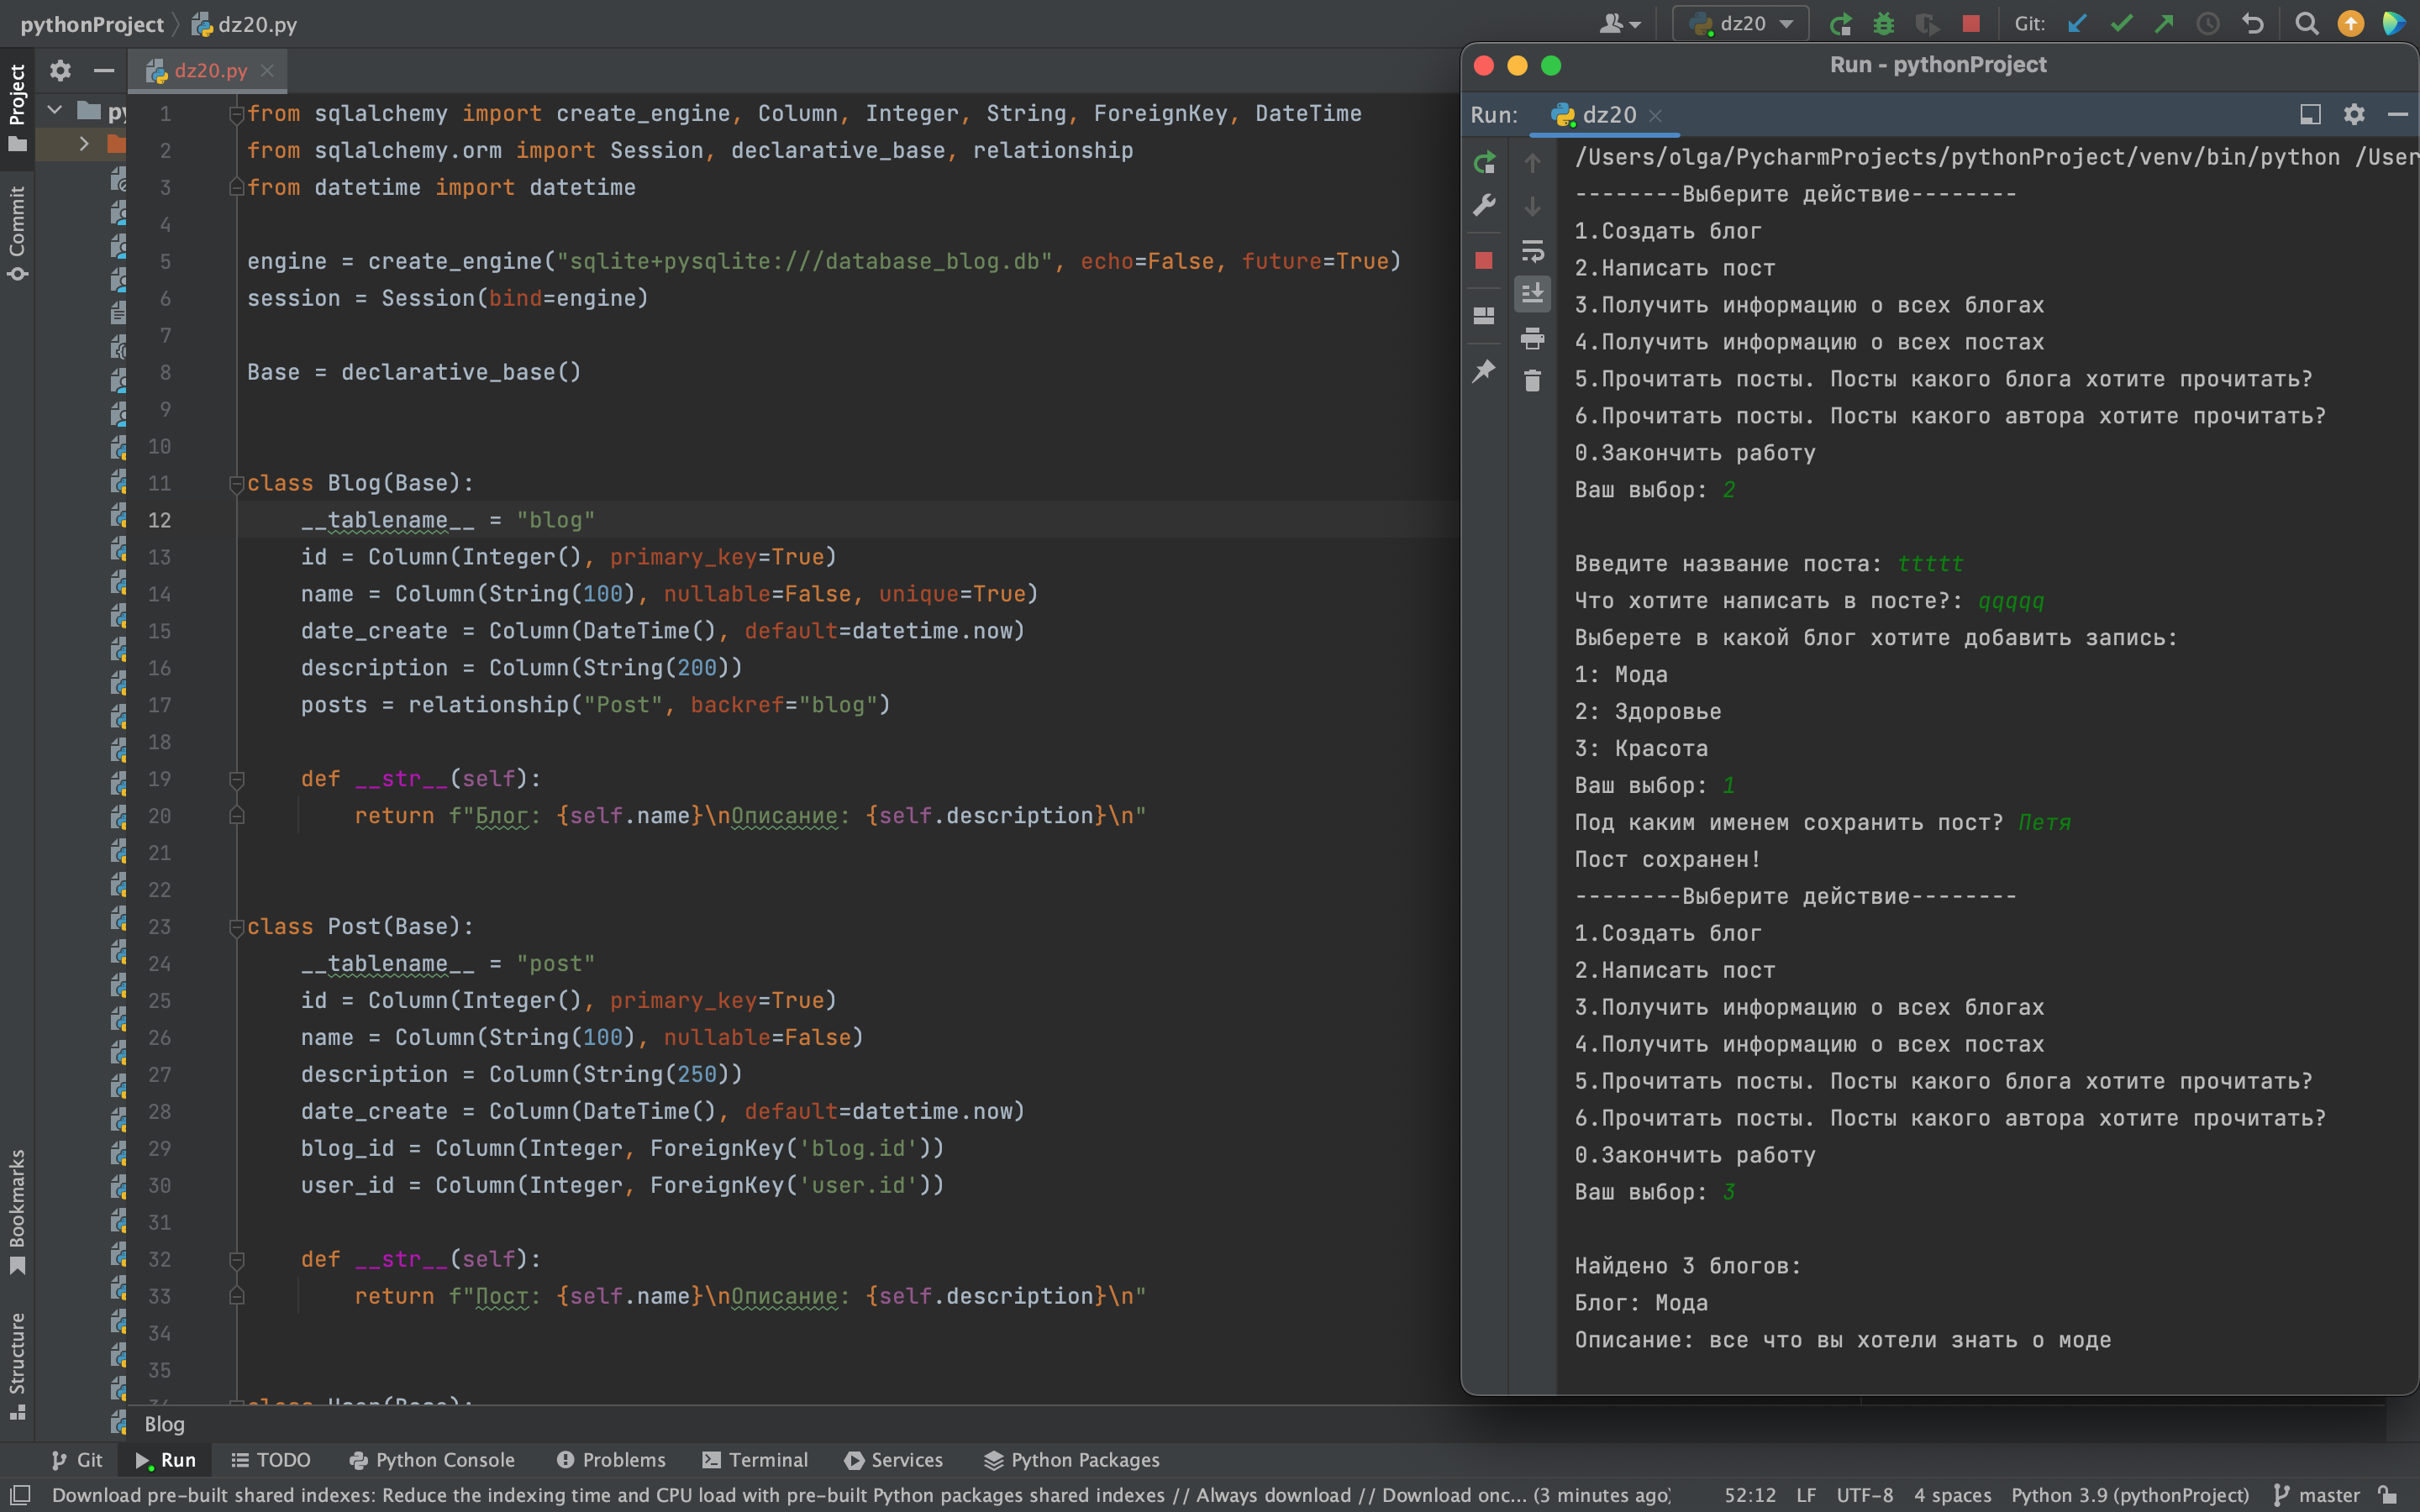 pythonProject dz20.py
dz20 Git:
Project
Commit
Bookmarks
Structure
py
dz20.py
1 from sqlalchemy import create_engine, Column, Integer, String, ForeignKey, DateTime
2 from sqlalchemy.orm import Session, declarative_base, relationship
3 from datetime import datetime
4
5 engine = create_engine("sqlite+pysqlite:///database_blog.db", echo=False, future=True)
6 session = Session(bind=engine)
7
8 Base = declarative_base()
9
10
11 class Blog(Base):
12     __tablename__ = "blog"
13     id = Column(Integer(), primary_key=True)
14     name = Column(String(100), nullable=False, unique=True)
15     date_create = Column(DateTime(), default=datetime.now)
16     description = Column(String(200))
17     posts = relationship("Post", backref="blog")
18
19     def __str__(self):
20         return f"Блог: {self.name}\nОписание: {self.description}\n"
21
22
23 class Post(Base):
24     __tablename__ = "post"
25     id = Column(Integer(), primary_key=True)
26     name = Column(String(100), nullable=False)
27     description = Column(String(250))
28     date_create = Column(DateTime(), default=datetime.now)
29     blog_id = Column(Integer, ForeignKey('blog.id'))
30     user_id = Column(Integer, ForeignKey('user.id'))
31
32     def __str__(self):
33         return f"Пост: {self.name}\nОписание: {self.description}\n"
34
35
Blog
Run - pythonProject
Run: dz20
/Users/olga/PycharmProjects/pythonProject/venv/bin/python /User
--------Выберите действие--------
1.Создать блог
2.Написать пост
3.Получить информацию о всех блогах
4.Получить информацию о всех постах
5.Прочитать посты. Посты какого блога хотите прочитать?
6.Прочитать посты. Посты какого автора хотите прочитать?
0.Закончить работу
Ваш выбор: 2
Введите название поста: ttttt
Что хотите написать в посте?: qqqqq
Выберете в какой блог хотите добавить запись:
1: Мода
2: Здоровье
3: Красота
Ваш выбор: 1
Под каким именем сохранить пост? Петя
Пост сохранен!
--------Выберите действие--------
1.Создать блог
2.Написать пост
3.Получить информацию о всех блогах
4.Получить информацию о всех постах
5.Прочитать посты. Посты какого блога хотите прочитать?
6.Прочитать посты. Посты какого автора хотите прочитать?
0.Закончить работу
Ваш выбор: 3
Найдено 3 блогов:
Блог: Мода
Описание: все что вы хотели знать о моде
Git Run TODO Python Console Problems Terminal Services Python Packages
Download pre-built shared indexes: Reduce the indexing time and CPU load with pre-built Python packages shared indexes // Always download // Download onc... (3 minutes ago) 52:12 LF UTF-8 4 spaces Python 3.9 (pythonProject) master